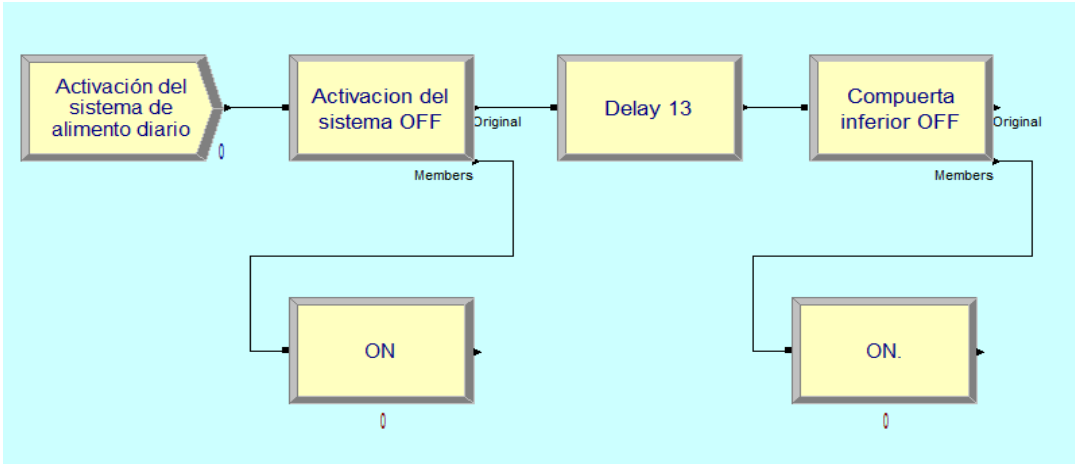 Activación del
sistema de
alimento diario
0
Activacion del
sistema OFF
Original
Members
Delay 13
Compuerta
inferior OFF
Original
Members
ON
0
ON.
0